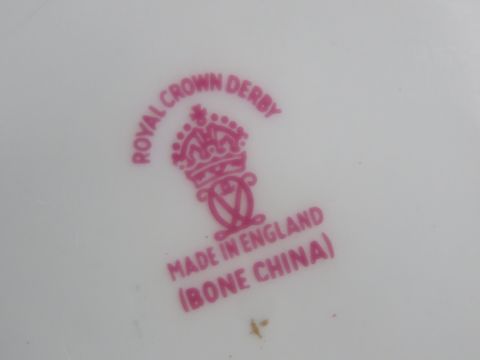 ROYAL CROWN DERBY
MADE IN ENGLAND
(BONE CHINA)